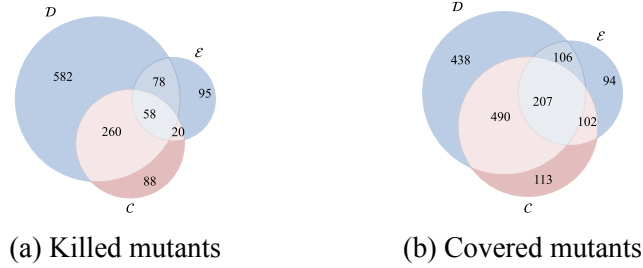 𝒟
ℰ
582
78
95
58
260
20
88
𝒞
(a) Killed mutants
𝒟
ℰ
438
106
94
207
490
102
113
𝒞
(b) Covered mutants